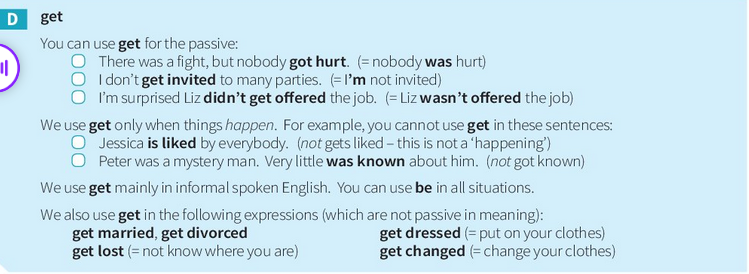 D get
You can use get for the passive:
There was a fight, but nobody got hurt. (= nobody was hurt)
I don't get invited to many parties. (= I'm not invited)
I'm surprised Liz didn't get offered the job. (= Liz wasn't offered the job)
We use get only when things happen. For example, you cannot use get in these sentences:
Jessica is liked by everybody. (not gets liked – this is not a 'happening')
Peter was a mystery man. Very little was known about him. (not got known)
We use get mainly in informal spoken English. You can use be in all situations.
We also use get in the following expressions (which are not passive in meaning):
get married, get divorced get dressed (= put on your clothes)
get lost (= not know where you are) get changed (= change your clothes)